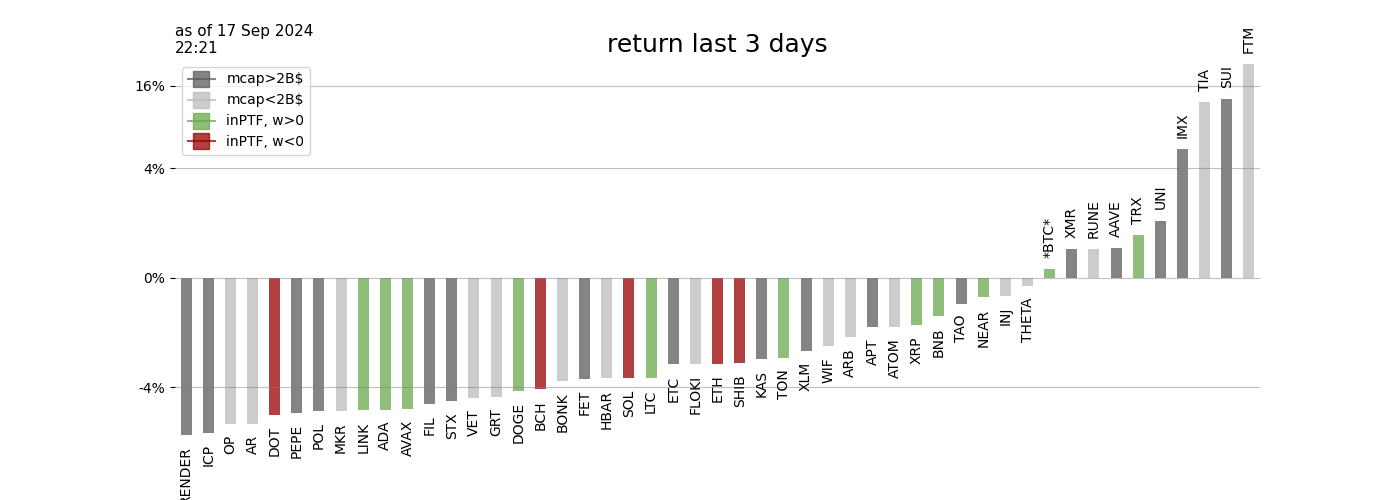 as of 17 Sep 2024
22:21
return last 3 days
mcap>2B$
mcap<2B$
inPTF, w>0
inPTF, w<0
16%
4%
0%
-4%
RENDER
ICP
OP
AR
DOT
PEPE
POL
MKR
LINK
ADA
AVAX
FIL
STX
VET
GRT
DOGE
BCH
BONK
FET
HBAR
SOL
LTC
ETC
FLOKI
ETH
SHIB
KAS
TON
XLM
WIF
ARB
APT
ATOM
XRP
BNB
TAO
NEAR
INJ
THETA
*BTC*
XMR
RUNE
AAVE
TRX
UNI
IMX
TIA
SUI
FTM